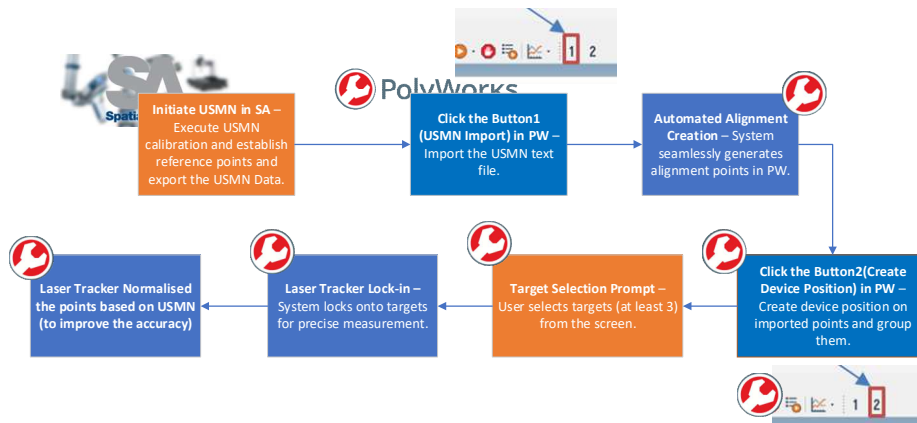 1 2
SA
Spatia
PolyWorks
Initiate USMN in SA –
Execute USMN
calibration and establish
reference points and
export the USMN Data.
Click the Button1
(USMN Import) in PW –
Import the USMN text
file.
Automated Alignment
Creation – System
seamlessly generates
alignment points in PW.
Laser Tracker Normalised
the points based on USMN
(to improve the accuracy)
Laser Tracker Lock-in –
System locks onto targets
for precise measurement.
Target Selection Prompt –
User selects targets (at least 3)
from the screen.
Click the Button2(Create
Device Position) in PW –
Create device position on
imported points and group
them.
1 2